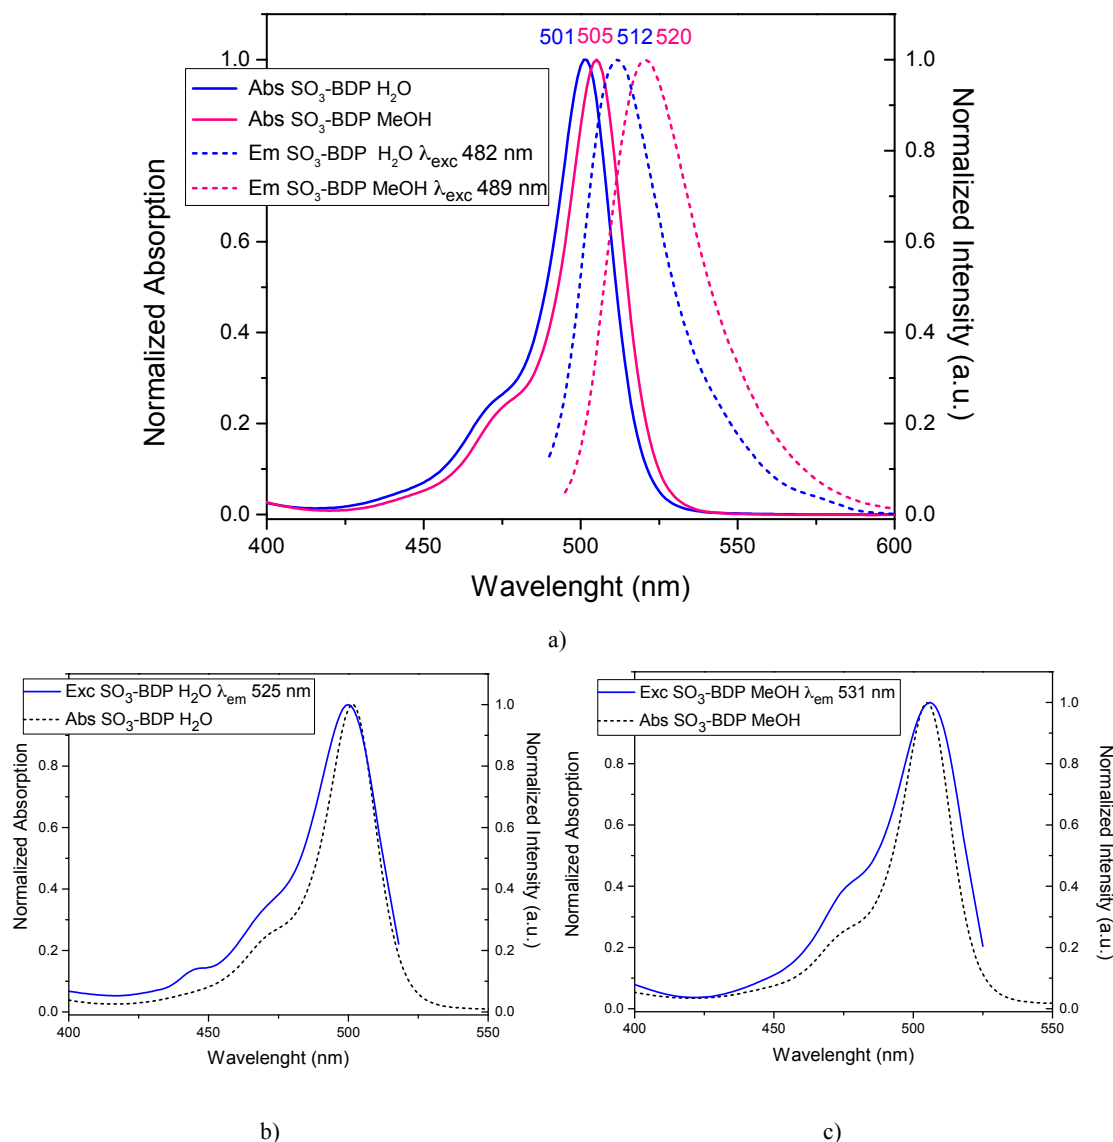 501 505 512 520
Abs SO₃-BDP H₂O
Abs SO₃-BDP MeOH
Em SO₃-BDP H₂O λexc 482 nm
Em SO₃-BDP MeOH λexc 489 nm
Normalized Absorption
1.0
0.6
0.4
0.2
0.0
Normalized Intensity (a.u.)
1.0
0.8
0.6
0.4
0.2
0.0
400 450 500 550 600
Wavelenght (nm)
a)
Exc SO₃-BDP H₂O λem 525 nm
Abs SO₃-BDP H₂O
Normalized Absorption
0.8
0.6
0.4
0.2
0.0
Normalized Intensity (a.u.)
1.0
0.8
0.6
0.4
0.2
0.0
400 450 500 550
Wavelenght (nm)
b)
Exc SO₃-BDP MeOH λem 531 nm
Abs SO₃-BDP MeOH
Normalized Absorption
0.8
0.6
0.4
0.2
0.0
Normalized Intensity (a.u.)
1.0
0.8
0.6
0.4
0.2
0.0
400 450 500 550
Wavelenght (nm)
c)